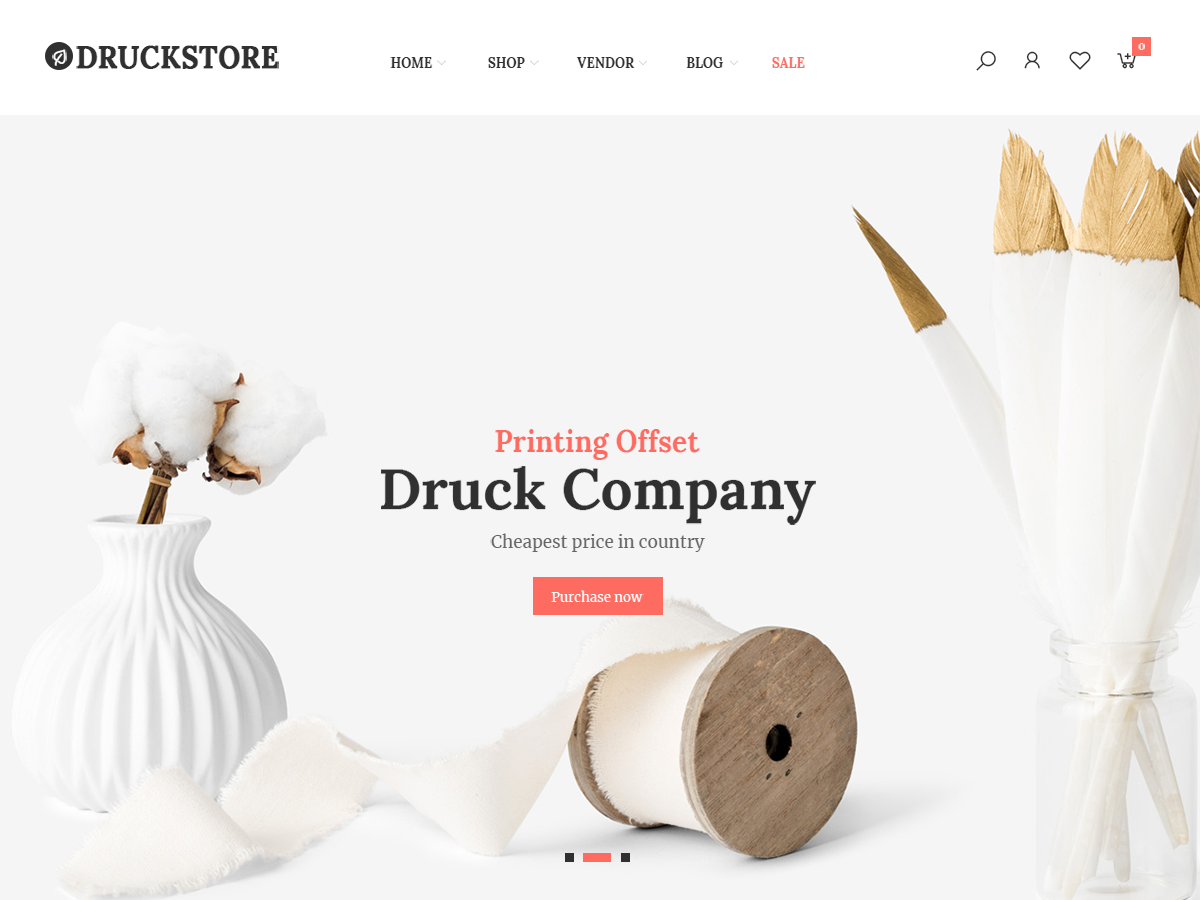 DRUCKSTORE
HOME
SHOP
VENDOR
BLOG
SALE
0
Printing Offset
Druck Company
Cheapest price in country
Purchase now